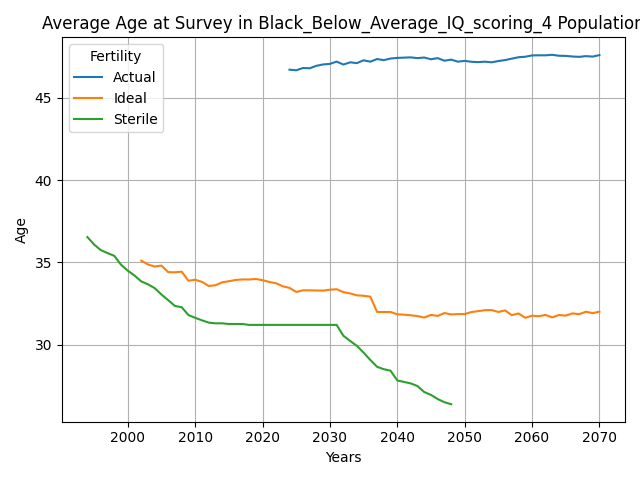 Average Age at Survey in Black_Below_Average_IQ_scoring_4 Population
Fertility
Actual
Ideal
Sterile
45
40
35
30
Age
2000
2010
2020
2030
2040
2050
2060
2070
Years